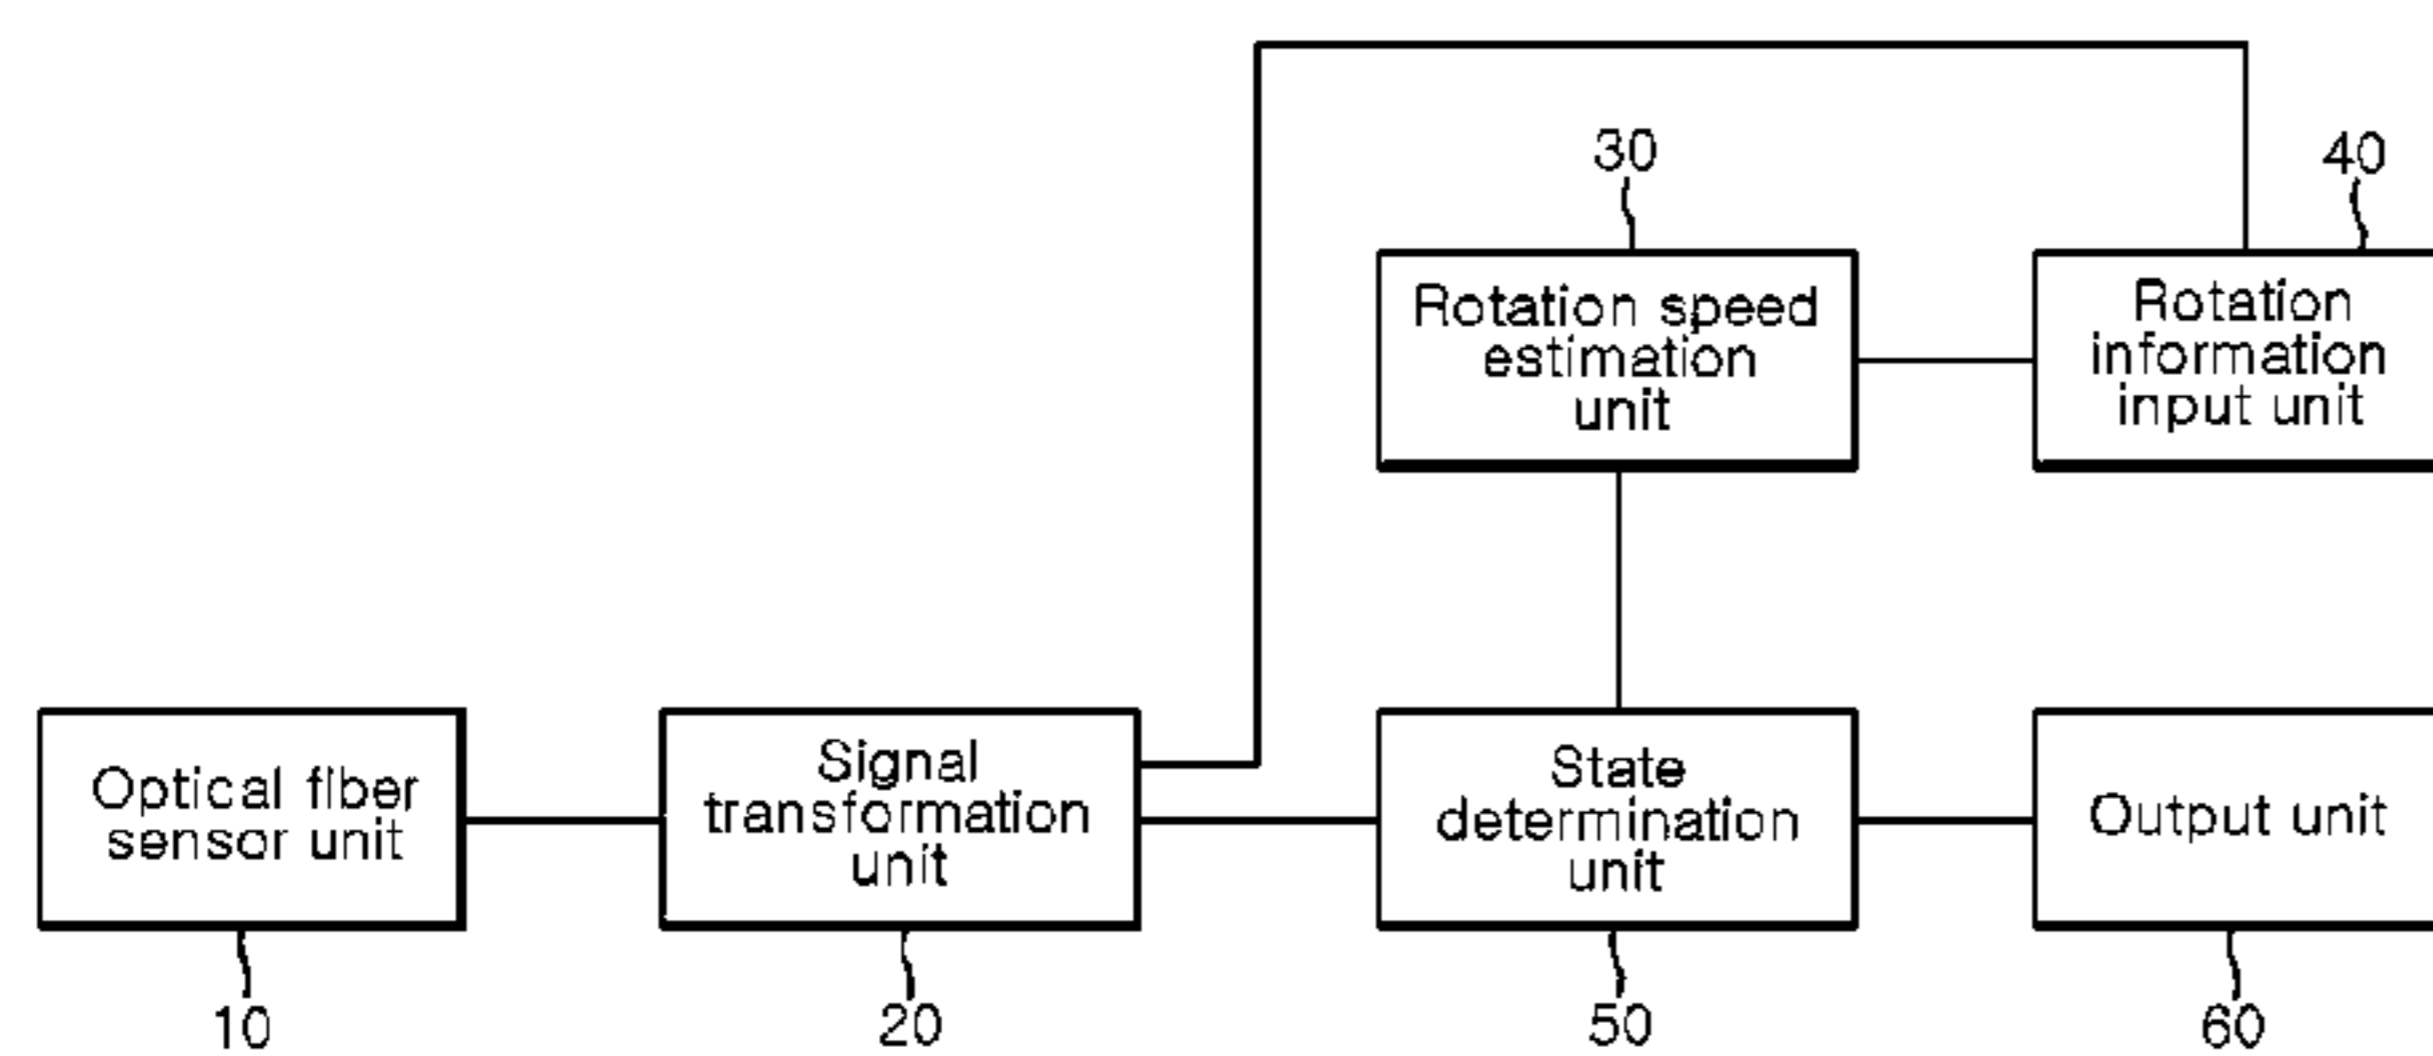 30
40
Rotation speed
estimation
unit
Rotation
information
input unit
Optical fiber
sensor unit
Signal
transformation
unit
State
determination
unit
Output unit
10
20
50
60